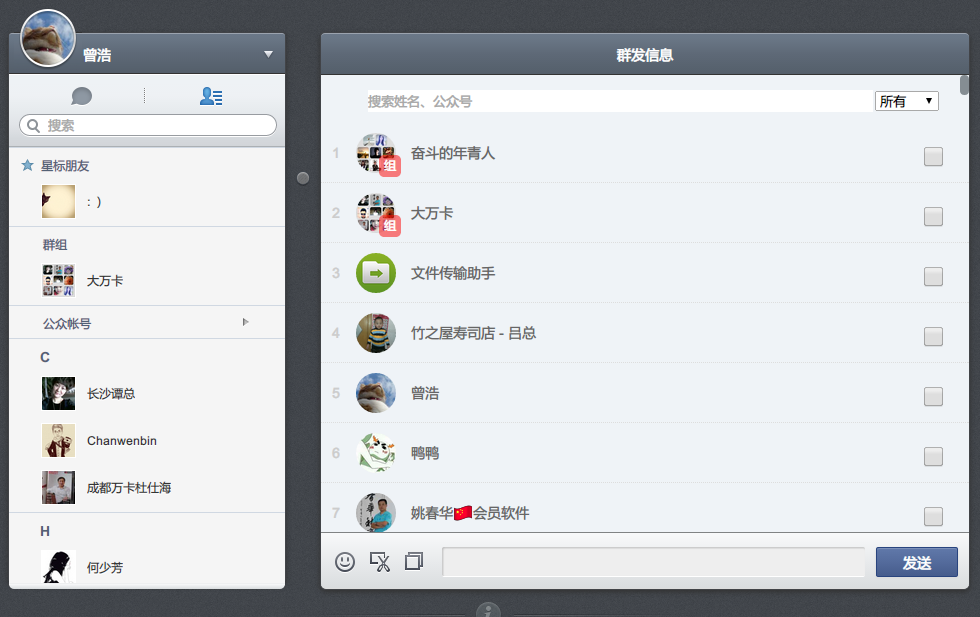 曾浩
搜索
星标朋友
: )
群组
大万卡
公众帐号
C
长沙谭总
Chanwenbin
成都万卡杜仕海
H
何少芳
群发信息
搜索姓名、公众号 所有
1 组 奋斗的年青人
2 组 大万卡
3 文件传输助手
4 竹之屋寿司店 - 吕总
5 曾浩
6 鸭鸭
7 姚春华🇨🇳会员软件
发送